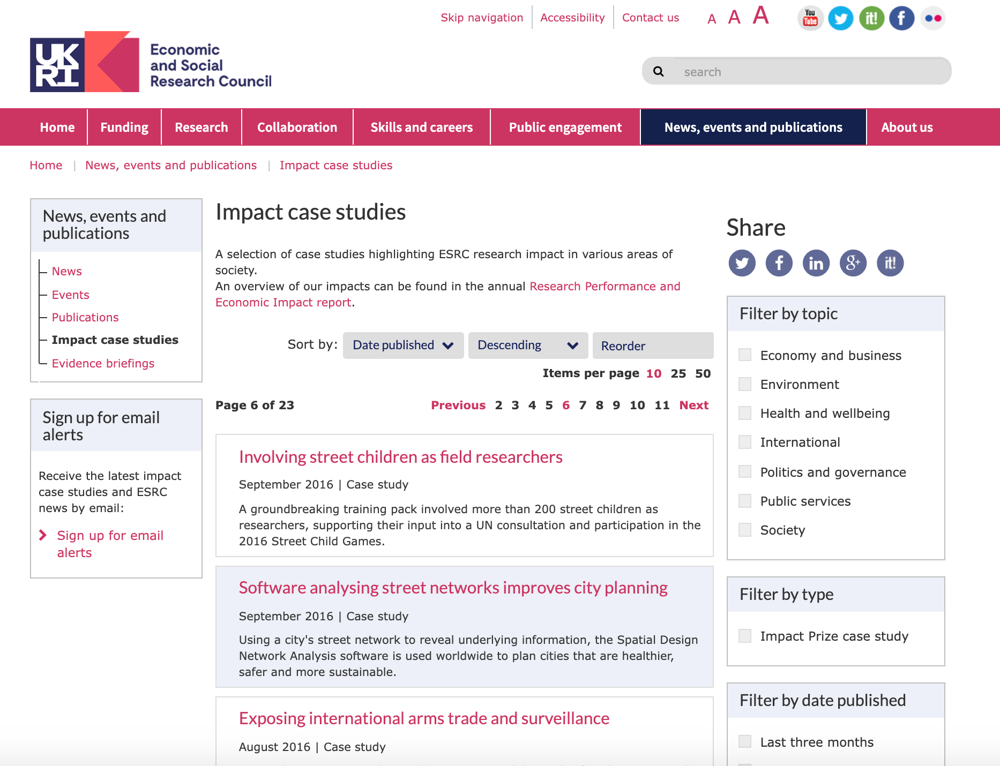 Skip navigation
Accessibility
Contact us
A A A
You Tube
it!
f
UK RI
Economic
and Social
Research Council
search
Home
Funding
Research
Collaboration
Skills and careers
Public engagement
News, events and publications
About us
Home | News, events and publications | Impact case studies
News, events and
publications
News
Events
Publications
Impact case studies
Evidence briefings
Sign up for email
alerts
Receive the latest impact
case studies and ESRC
news by email:
Sign up for email
alerts
Impact case studies
A selection of case studies highlighting ESRC research impact in various areas of
society.
An overview of our impacts can be found in the annual Research Performance and
Economic Impact report.
Sort by: Date published Descending Reorder
Items per page 10 25 50
Page 6 of 23
Previous 2 3 4 5 6 7 8 9 10 11 Next
Involving street children as field researchers
September 2016 | Case study
A groundbreaking training pack involved more than 200 street children as
researchers, supporting their input into a UN consultation and participation in the
2016 Street Child Games.
Software analysing street networks improves city planning
September 2016 | Case study
Using a city's street network to reveal underlying information, the Spatial Design
Network Analysis software is used worldwide to plan cities that are healthier,
safer and more sustainable.
Exposing international arms trade and surveillance
August 2016 | Case study
Share
f in g+ it!
Filter by topic
Economy and business
Environment
Health and wellbeing
International
Politics and governance
Public services
Society
Filter by type
Impact Prize case study
Filter by date published
Last three months